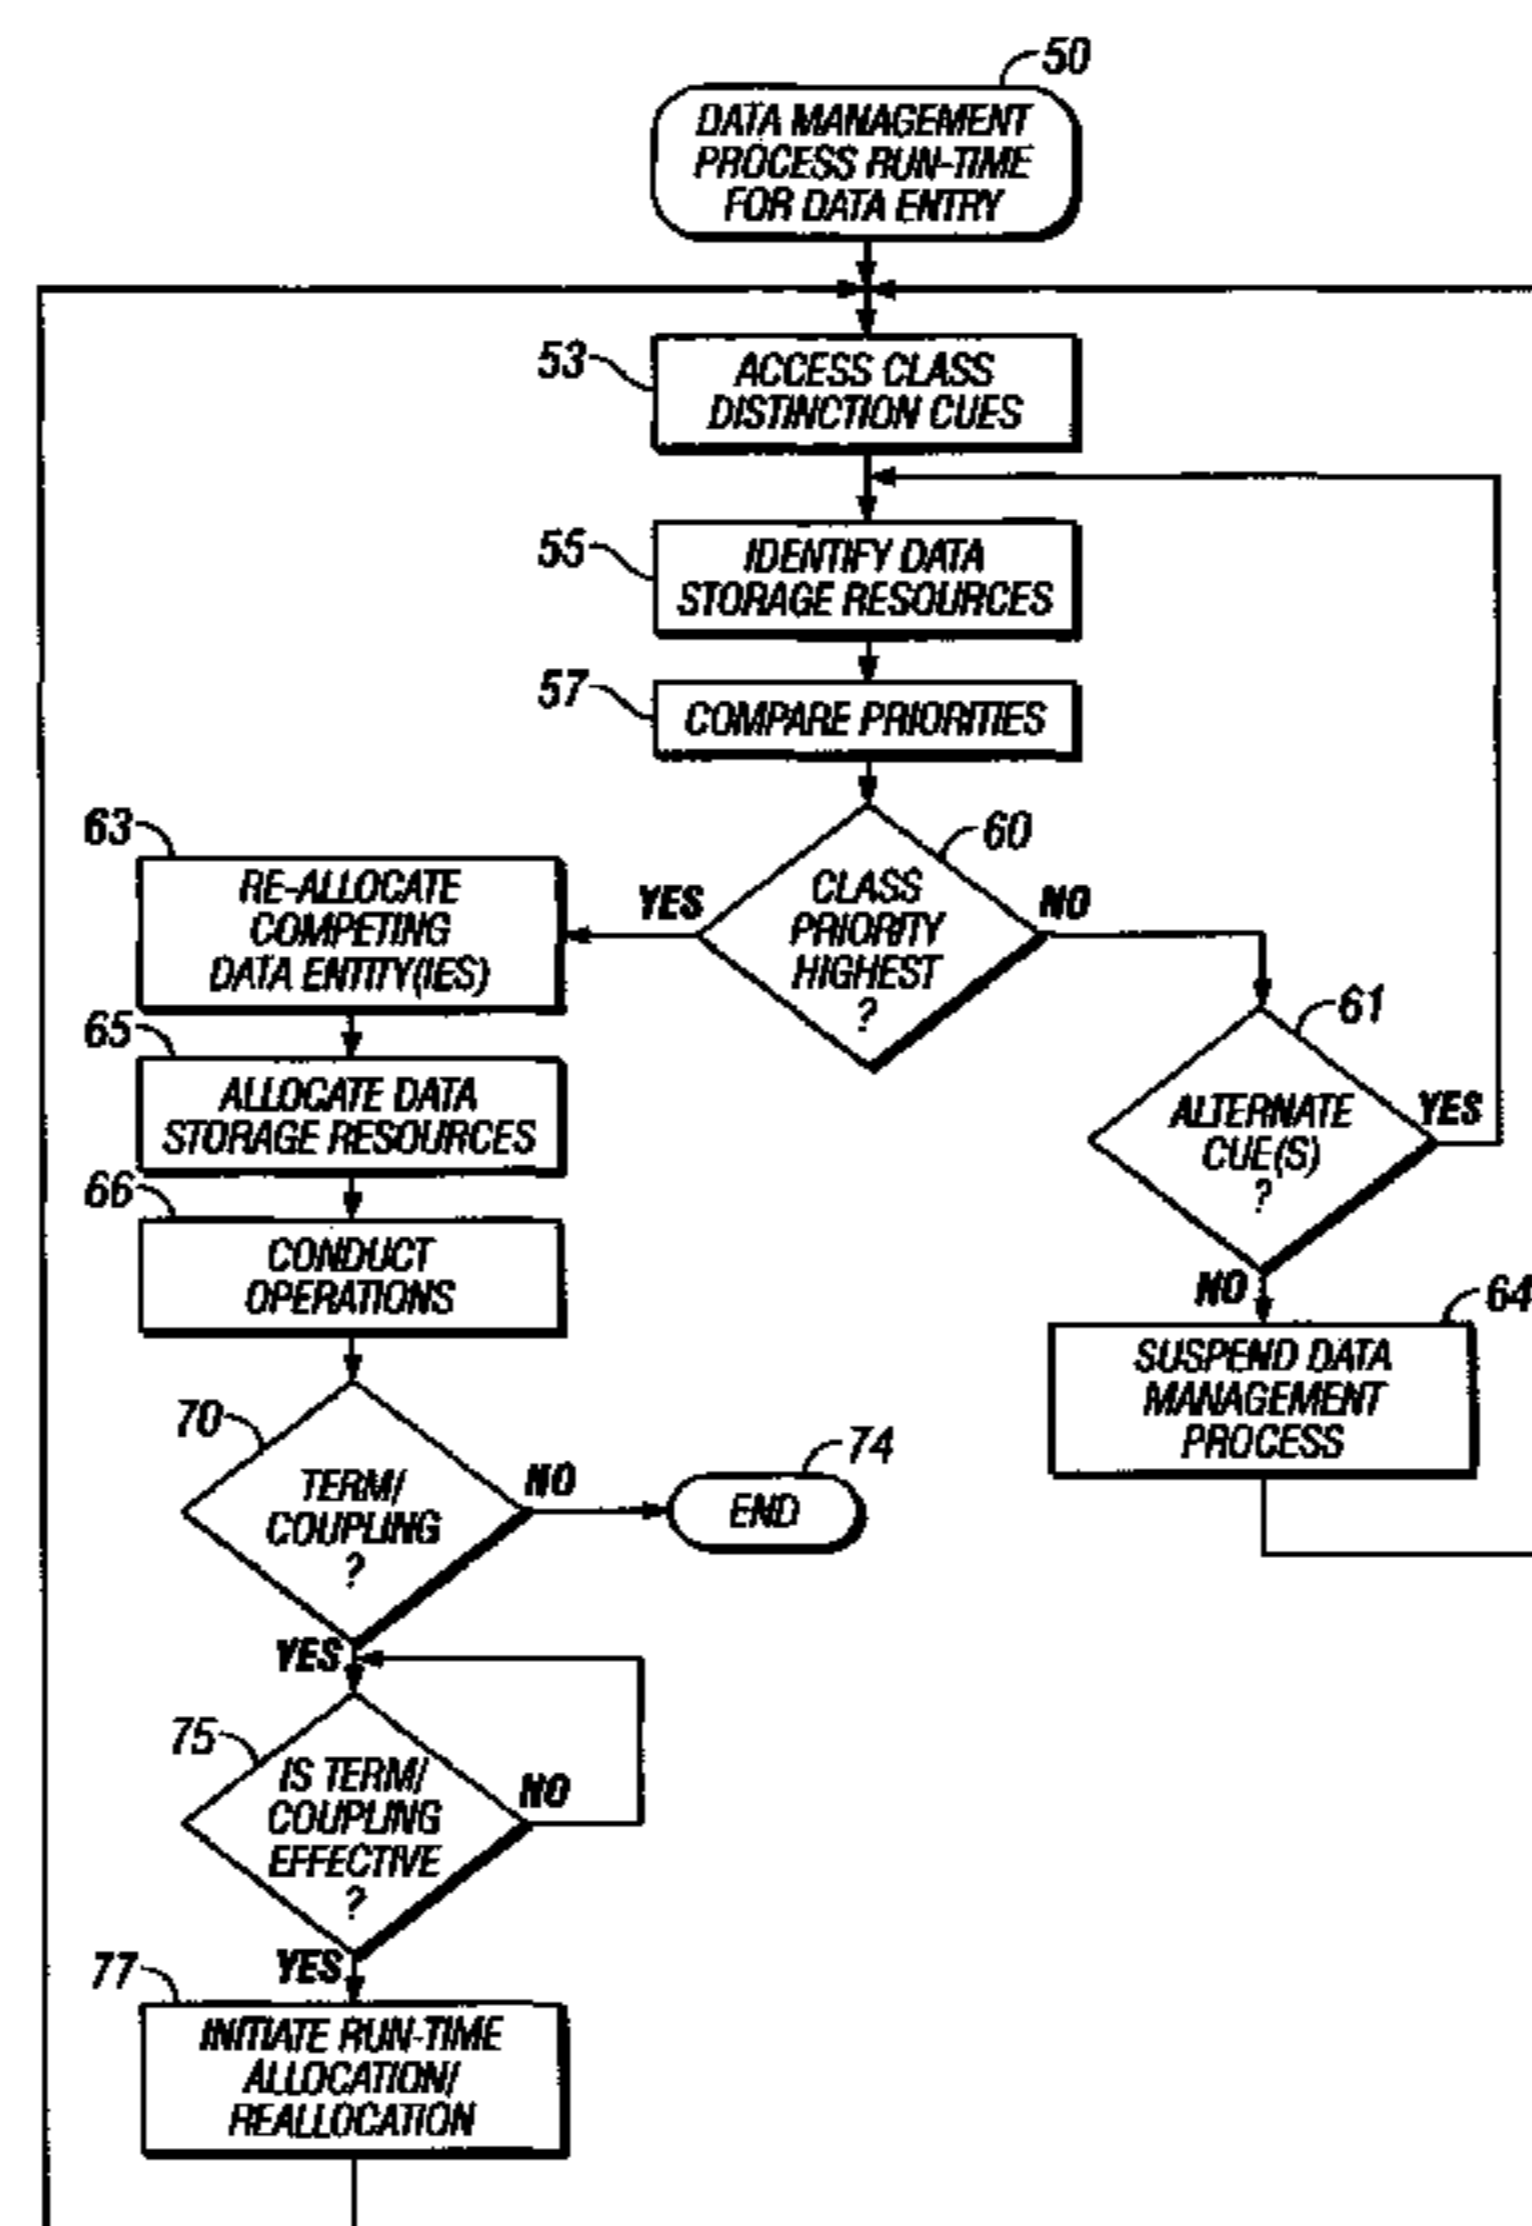 50
DATA MANAGEMENT
PROCESS RUN-TIME
FOR DATA ENTRY
53
ACCESS CLASS
DISTINCTION CUES
55
IDENTIFY DATA
STORAGE RESOURCES
57
COMPARE PRIORITIES
60
CLASS
PRIORITY
HIGHEST
?
YES
NO
63
RE-ALLOCATE
COMPETING
DATA ENTITY(IES)
61
ALTERNATE
CUE(S)
?
YES
NO
65
ALLOCATE DATA
STORAGE RESOURCES
66
CONDUCT
OPERATIONS
64
SUSPEND DATA
MANAGEMENT
PROCESS
70
TERM/
COUPLING
?
NO
74
END
YES
75
IS TERM/
COUPLING
EFFECTIVE
?
NO
YES
77
INITIATE RUN-TIME
ALLOCATION/
REALLOCATION